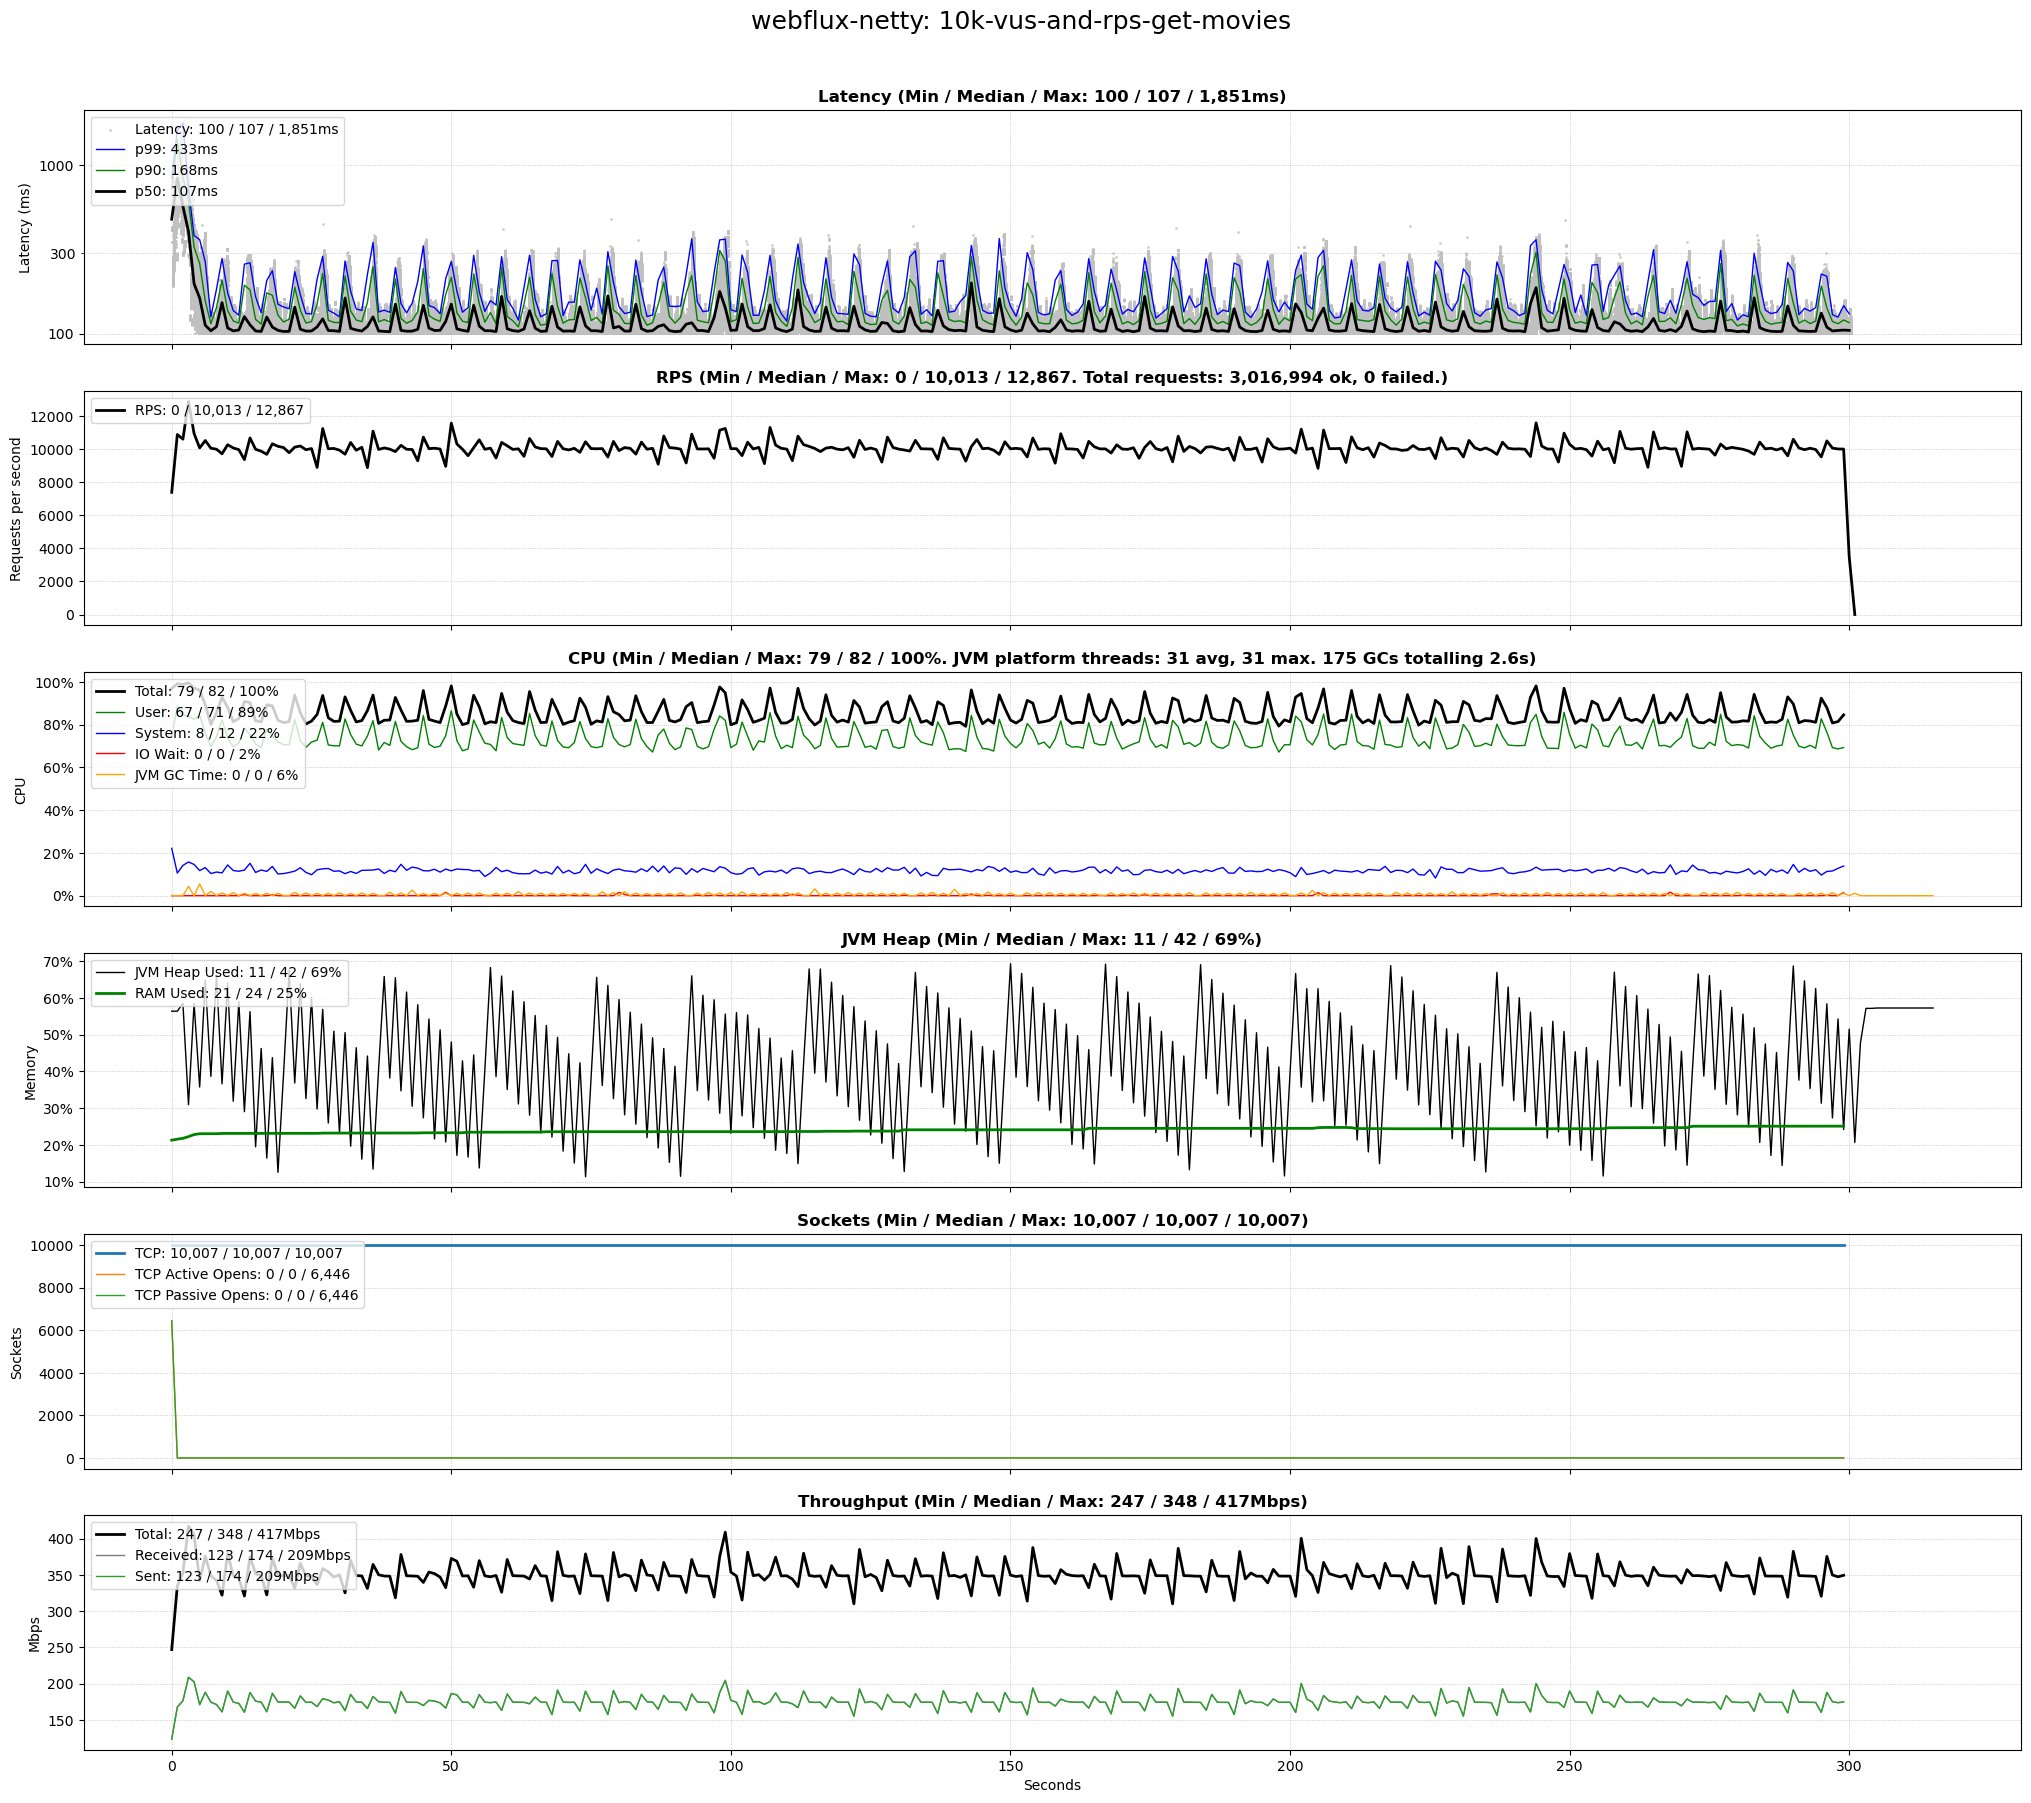 webflux-netty: 10k-vus-and-rps-get-movies
Latency (Min / Median / Max: 100 / 107 / 1,851ms)
Latency: 100 / 107 / 1,851ms
p99: 433ms
p90: 168ms
p50: 107ms
1000
300
100
Latency (ms)
RPS (Min / Median / Max: 0 / 10,013 / 12,867. Total requests: 3,016,994 ok, 0 failed.)
RPS: 0 / 10,013 / 12,867
12000
10000
8000
6000
4000
2000
0
Requests per second
CPU (Min / Median / Max: 79 / 82 / 100%. JVM platform threads: 31 avg, 31 max. 175 GCs totalling 2.6s)
Total: 79 / 82 / 100%
User: 67 / 71 / 89%
System: 8 / 12 / 22%
IO Wait: 0 / 0 / 2%
JVM GC Time: 0 / 0 / 6%
100%
80%
60%
40%
20%
0%
CPU
JVM Heap (Min / Median / Max: 11 / 42 / 69%)
JVM Heap Used: 11 / 42 / 69%
RAM Used: 21 / 24 / 25%
70%
60%
50%
40%
30%
20%
10%
Memory
Sockets (Min / Median / Max: 10,007 / 10,007 / 10,007)
TCP: 10,007 / 10,007 / 10,007
TCP Active Opens: 0 / 0 / 6,446
TCP Passive Opens: 0 / 0 / 6,446
10000
8000
6000
4000
2000
0
Sockets
Throughput (Min / Median / Max: 247 / 348 / 417Mbps)
Total: 247 / 348 / 417Mbps
Received: 123 / 174 / 209Mbps
Sent: 123 / 174 / 209Mbps
400
350
300
250
200
150
Mbps
0 50 100 150 200 250 300
Seconds